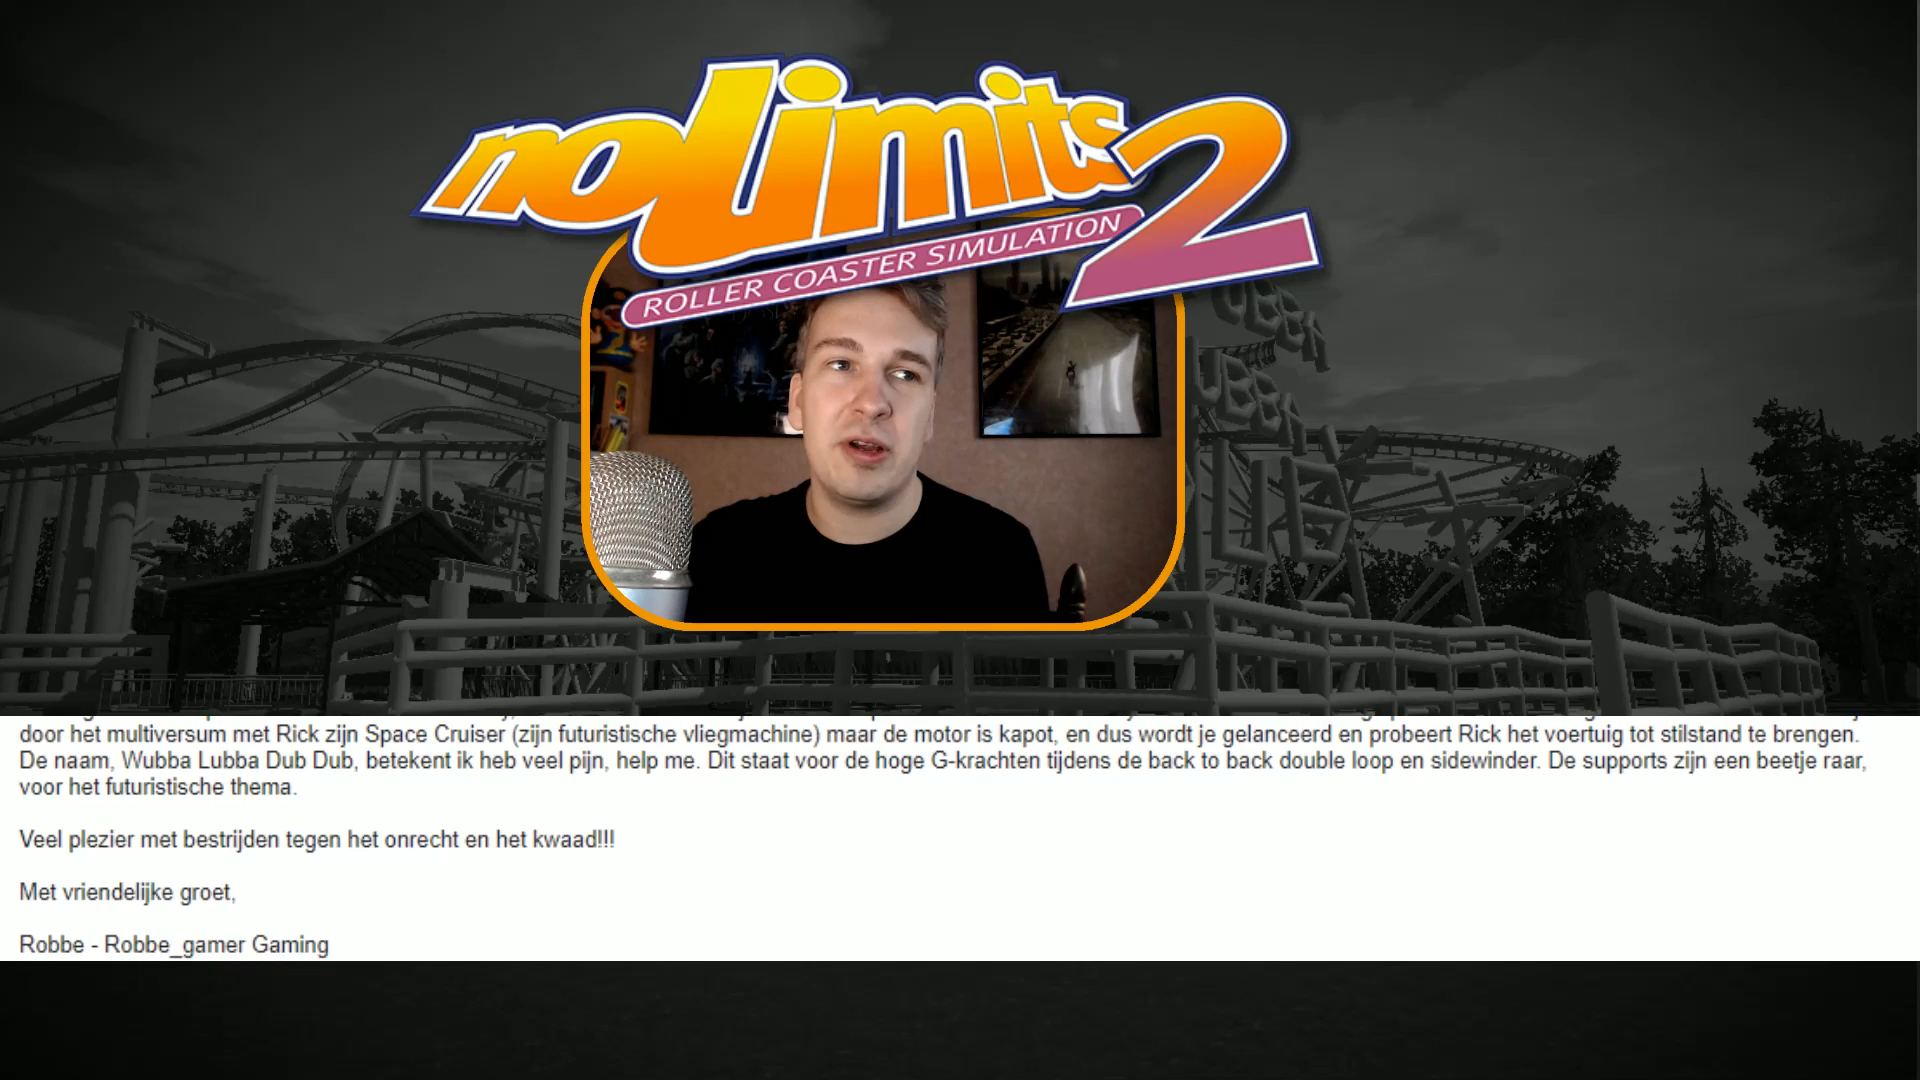 noLimits 2
ROLLER COASTER SIMULATION
WUBBA
LUBBA
DUB
door het multiversum met Rick zijn Space Cruiser (zijn futuristische vliegmachine) maar de motor is kapot, en dus wordt je gelanceerd en probeert Rick het voertuig tot stilstand te brengen.
De naam, Wubba Lubba Dub Dub, betekent ik heb veel pijn, help me. Dit staat voor de hoge G-krachten tijdens de back to back double loop en sidewinder. De supports zijn een beetje raar,
voor het futuristische thema.
Veel plezier met bestrijden tegen het onrecht en het kwaad!!!
Met vriendelijke groet,
Robbe - Robbe_gamer Gaming